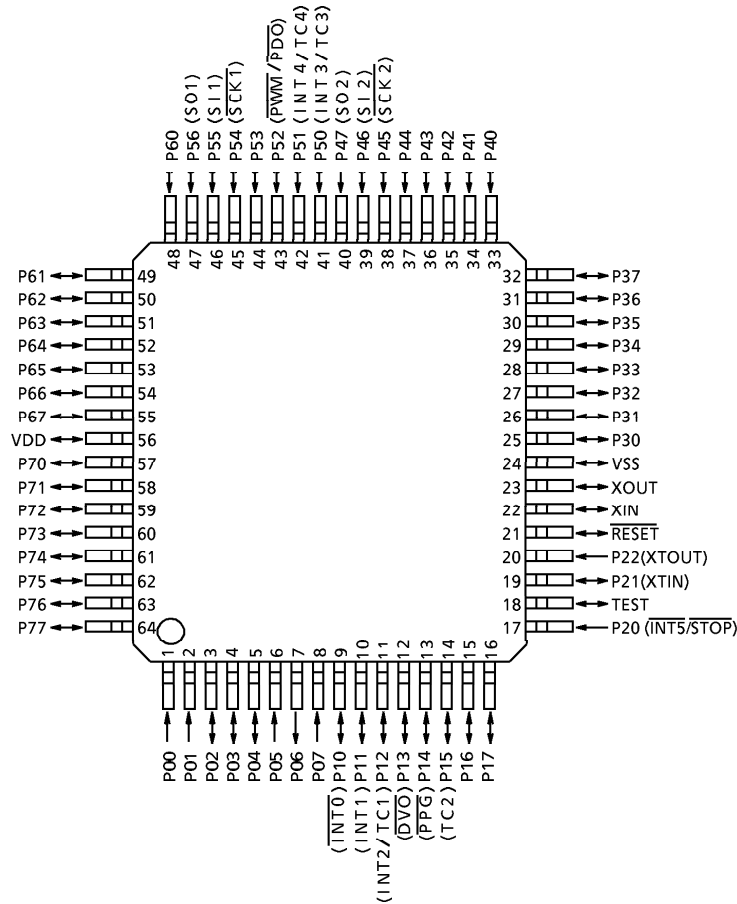 P60
P56 (SO1)
P55 (SI1)
P54 (SCK1)
P53
P52 (PWM/PDO)
P51 (INT4/TC4)
P50 (INT3/TC3)
P47 (SO2)
P46 (SI2)
P45 (SCK2)
P44
P43
P42
P41
P40
48 47 46 45 44 43 42 41 40 39 38 37 36 35 34 33
P61 49 32 P37
P62 50 31 P36
P63 51 30 P35
P64 52 29 P34
P65 53 28 P33
P66 54 27 P32
P67 55 26 P31
VDD 56 25 P30
P70 57 24 VSS
P71 58 23 XOUT
P72 59 22 XIN
P73 60 21 RESET
P74 61 20 P22(XTOUT)
P75 62 19 P21(XTIN)
P76 63 18 TEST
P77 64 17 P20 (INT5/STOP)
1 2 3 4 5 6 7 8 9 10 11 12 13 14 15 16
P00
P01
P02
P03
P04
P05
P06
P07
(INT0) P10
(INT1) P11
(INT2/TC1) P12
(DVO) P13
(PPG) P14
(TC2) P15
P16
P17